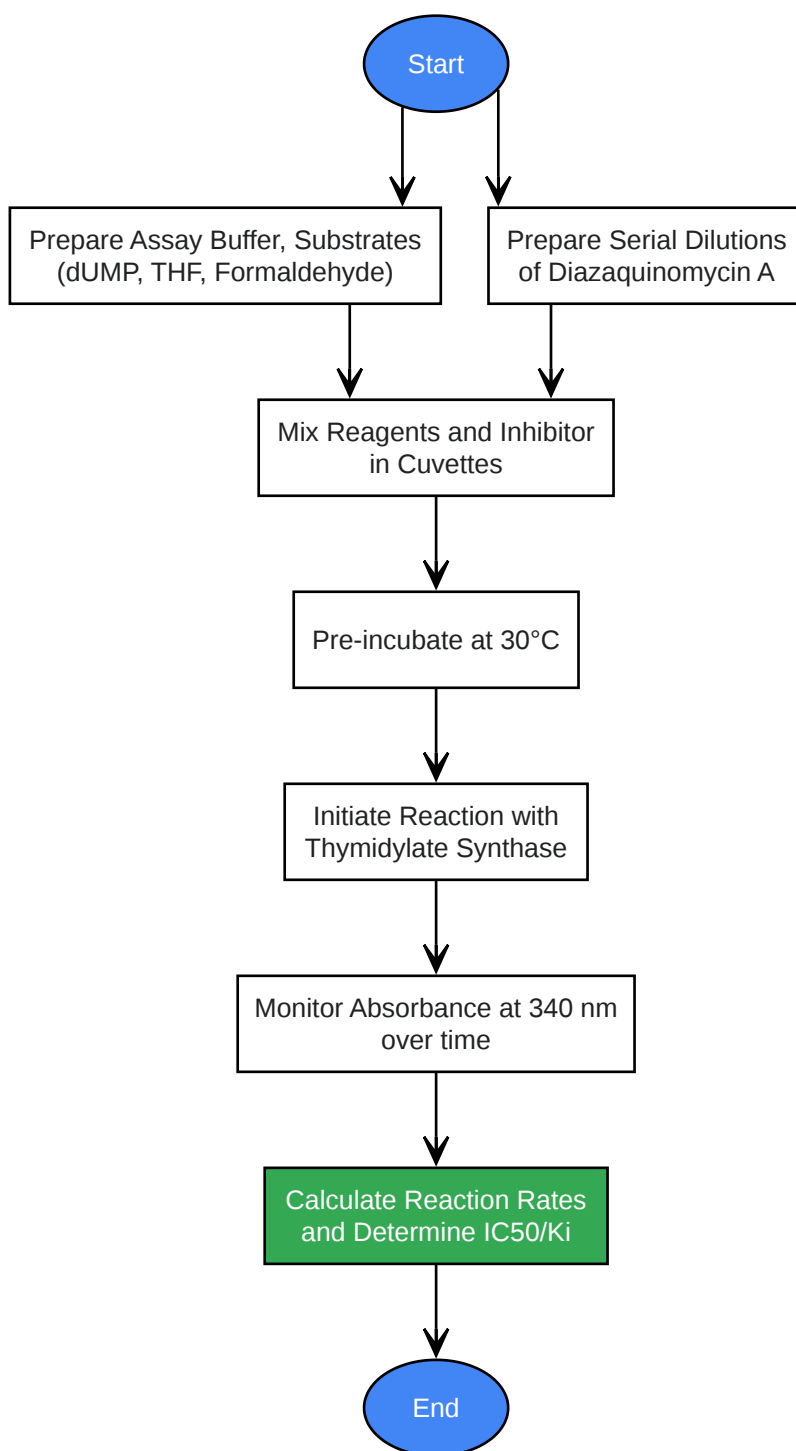 Start
Prepare Assay Buffer, Substrates
(dUMP, THF, Formaldehyde)
Prepare Serial Dilutions
of Diazaquinomycin A
Mix Reagents and Inhibitor
in Cuvettes
Pre-incubate at 30°C
Initiate Reaction with
Thymidylate Synthase
Monitor Absorbance at 340 nm
over time
Calculate Reaction Rates
and Determine IC50/Ki
End